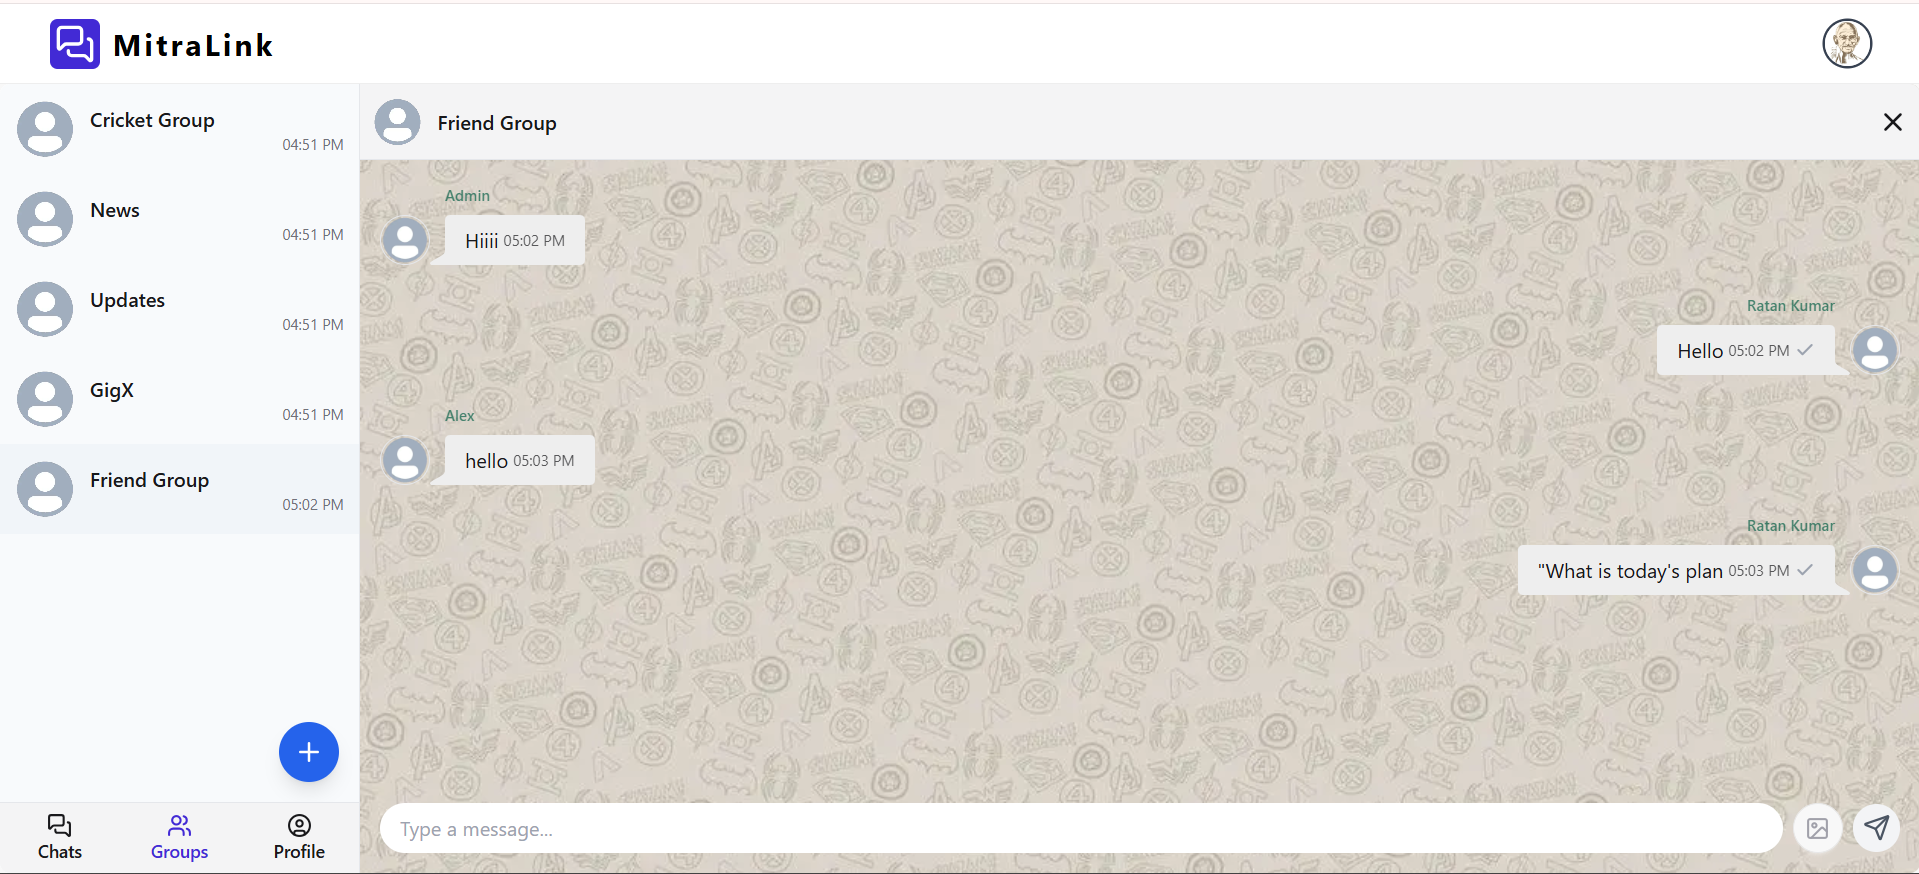 MitraLink
Cricket Group
04:51 PM
News
04:51 PM
Updates
04:51 PM
GigX
04:51 PM
Friend Group
05:02 PM
Chats
Groups
Profile
Friend Group
Admin
Hiiii 05:02 PM
Ratan Kumar
Hello 05:02 PM
Alex
hello 05:03 PM
Ratan Kumar
"What is today's plan 05:03 PM
Type a message...